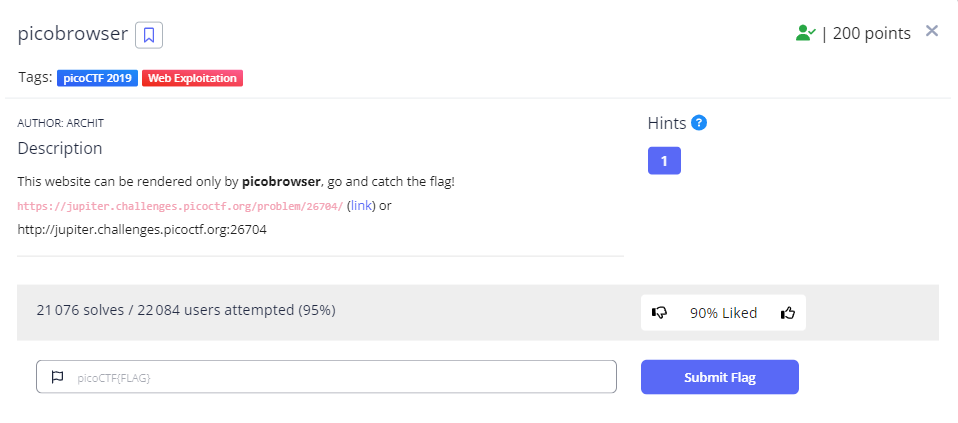 picobrowser | 200 points ×
Tags: picoCTF 2019 Web Exploitation
AUTHOR: ARCHIT
Hints ?
Description
1
This website can be rendered only by picobrowser, go and catch the flag!
https://jupiter.challenges.picoctf.org/problem/26704/ (link) or
http://jupiter.challenges.picoctf.org:26704
21 076 solves / 22 084 users attempted (95%)
90% Liked
picoCTF{FLAG}
Submit Flag